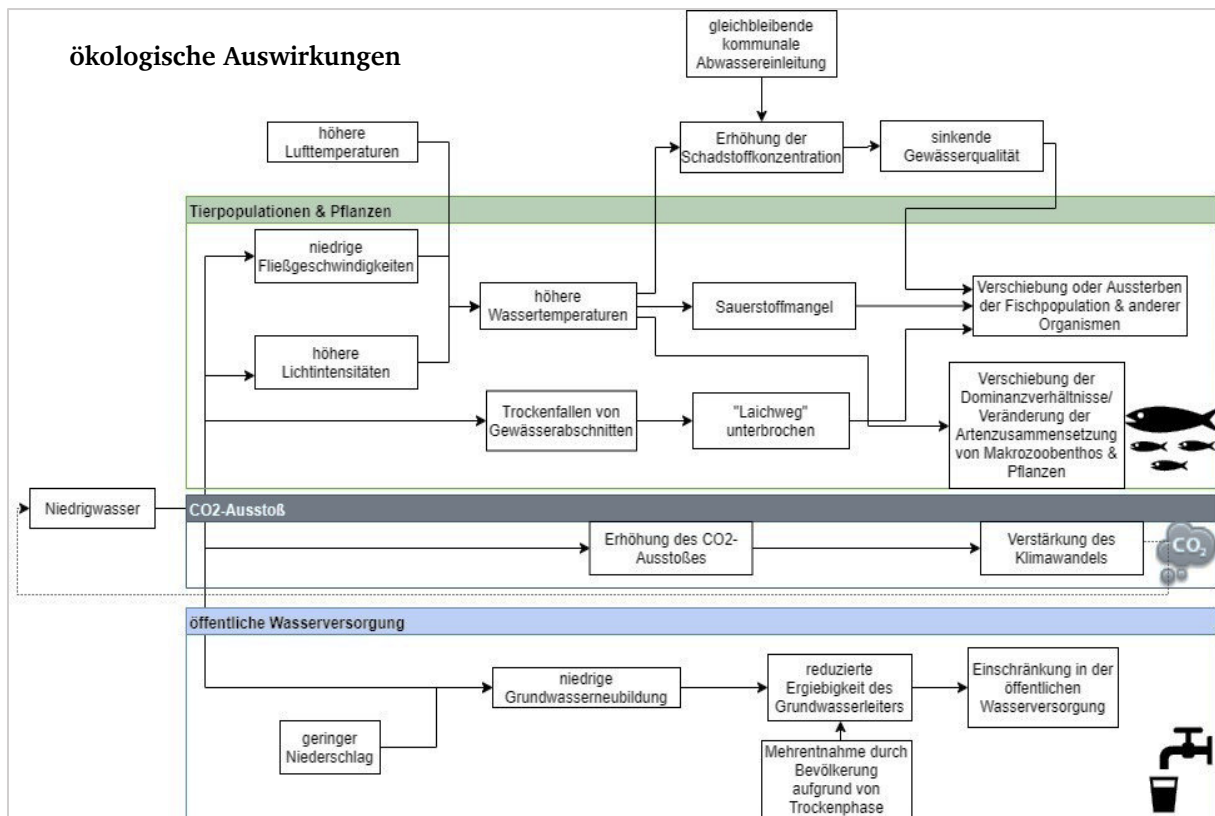 ökologische Auswirkungen
gleichbleibende
kommunale
Abwassereinleitung
höhere
Lufttemperaturen
Erhöhung der
Schadstoffkonzentration
sinkende
Gewässerqualität
Tierpopulationen & Pflanzen
niedrige
Fließgeschwindigkeiten
höhere
Wassertemperaturen
Sauerstoffmangel
Verschiebung oder Aussterben
der Fischpopulation & anderer
Organismen
höhere
Lichtintensitäten
Trockenfallen von
Gewässerabschnitten
"Laichweg"
unterbrochen
Verschiebung der
Dominanzverhältnisse/
Veränderung der
Artenzusammensetzung
von Makrozoobenthos &
Pflanzen
Niedrigwasser
CO2-Ausstoß
Erhöhung des CO2-
Ausstoßes
Verstärkung des
Klimawandels
CO₂
öffentliche Wasserversorgung
niedrige
Grundwasserneubildung
reduzierte
Ergiebigkeit des
Grundwasserleiters
Einschränkung in der
öffentlichen
Wasserversorgung
geringer
Niederschlag
Mehrentnahme durch
Bevölkerung
aufgrund von
Trockenphase